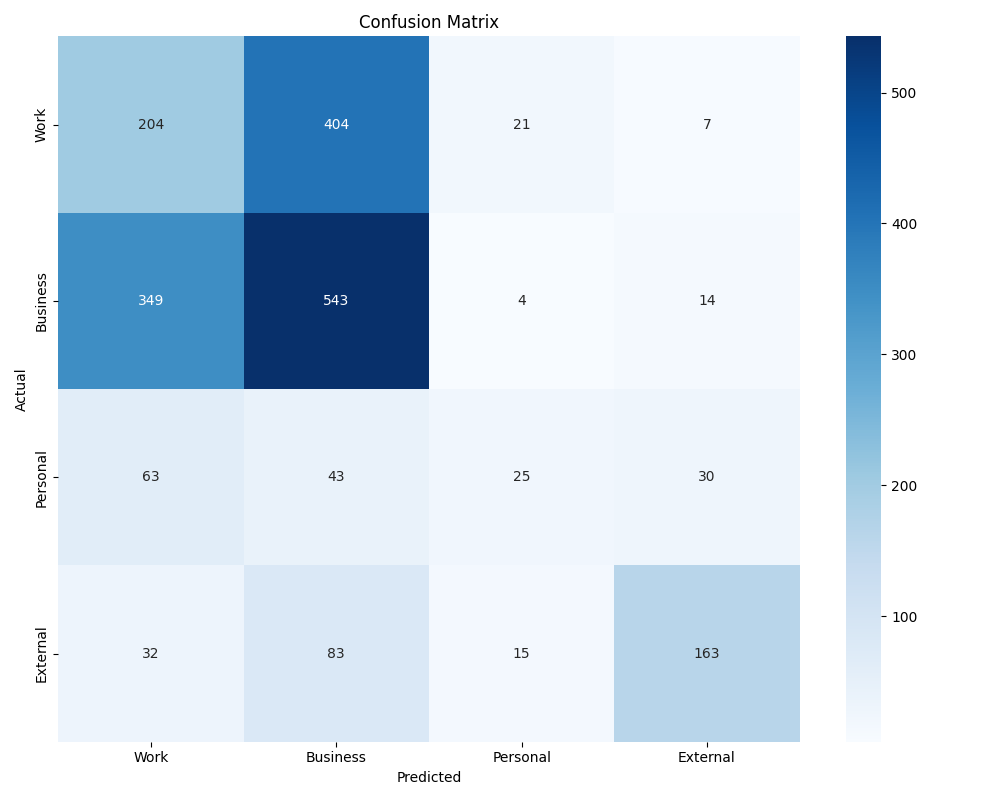 Confusion Matrix
Actual
Work
204 404 21 7
Business
349 543 4 14
Personal
63 43 25 30
External
32 83 15 163
Work Business Personal External
Predicted
500
400
300
200
100